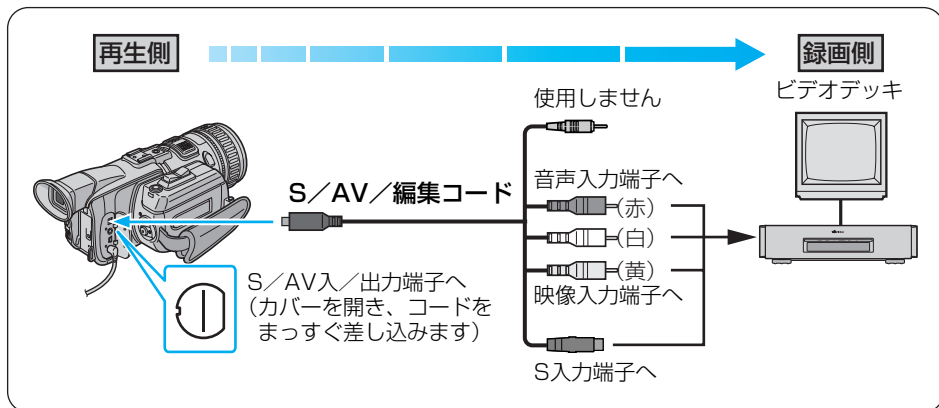 再生側
録画側
ビデオデッキ
使用しません
S／AV／編集コード
音声入力端子へ
（赤）
（白）
（黄）
映像入力端子へ
S／AV入／出力端子へ
（カバーを開き、コードを
まっすぐ差し込みます）
S入力端子へ